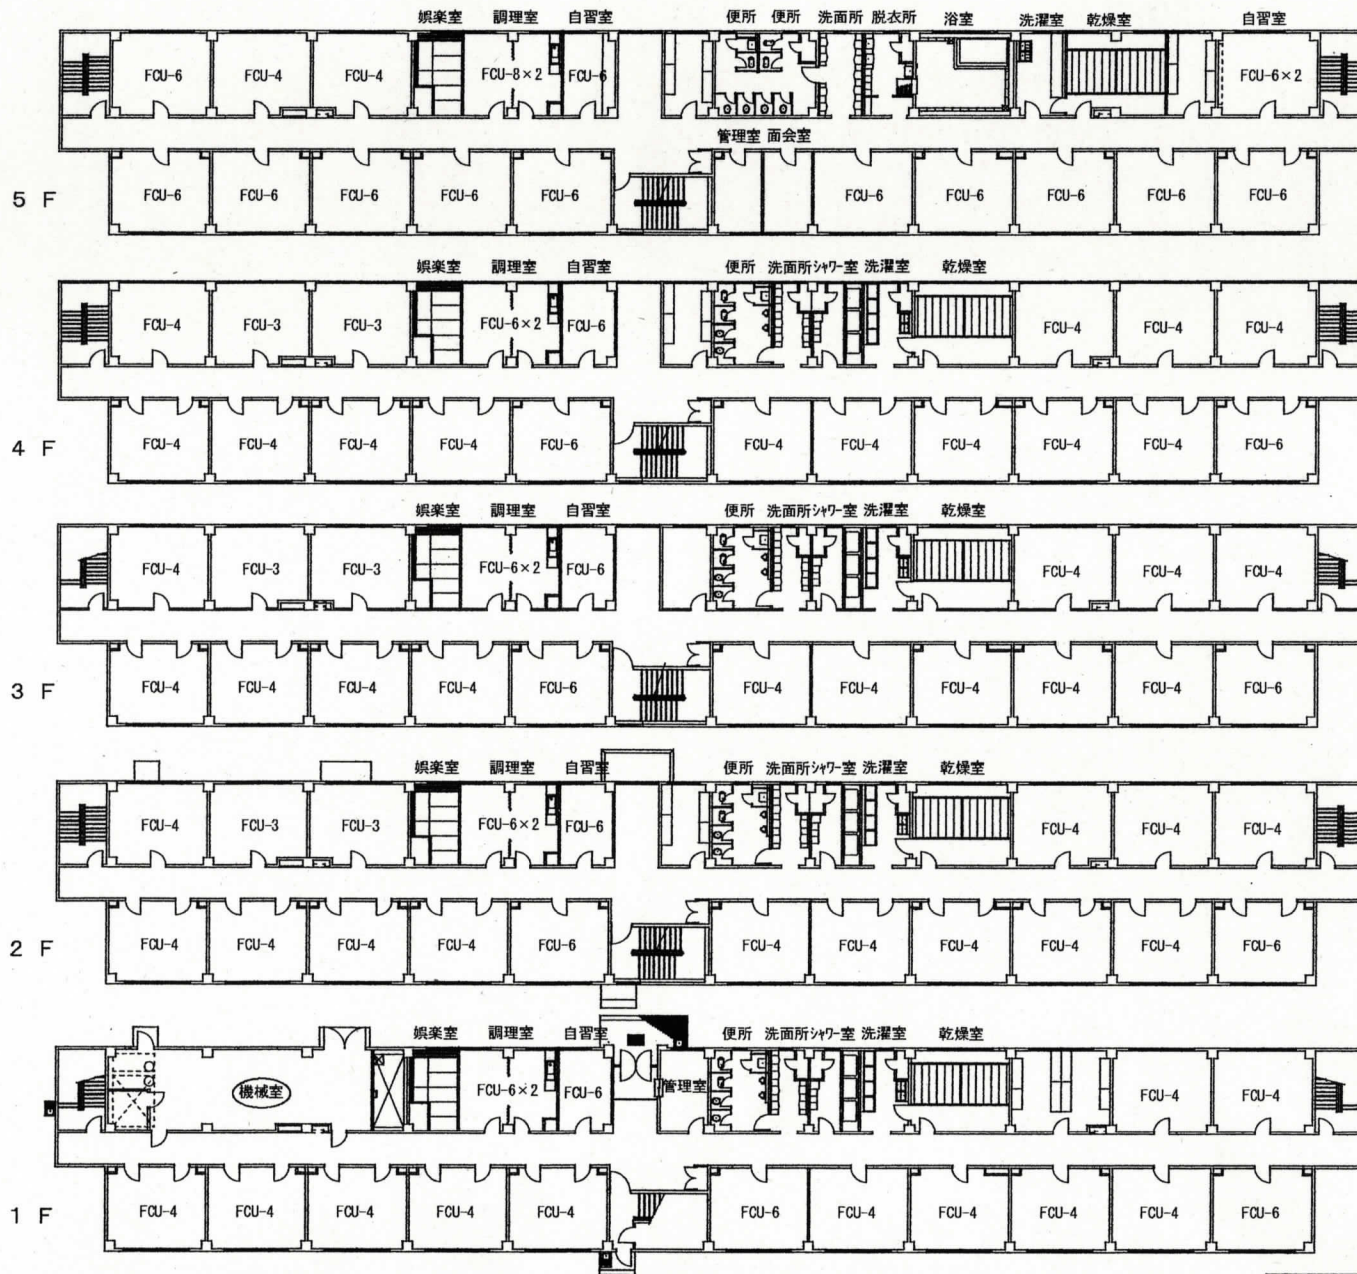 娯楽室 調理室 自習室 便所 便所 洗面所 脱衣所 浴室 洗濯室 乾燥室 自習室
FCU-6 FCU-4 FCU-4 FCU-8×2 FCU-6 FCU-6×2
管理室 面会室
5 F FCU-6 FCU-6 FCU-6 FCU-6 FCU-6 FCU-6 FCU-6 FCU-6 FCU-6 FCU-6
娯楽室 調理室 自習室 便所 洗面所 シャワー室 洗濯室 乾燥室
FCU-4 FCU-3 FCU-3 FCU-6×2 FCU-6 FCU-4 FCU-4 FCU-4
4 F FCU-4 FCU-4 FCU-4 FCU-4 FCU-6 FCU-4 FCU-4 FCU-4 FCU-4 FCU-4 FCU-6
娯楽室 調理室 自習室 便所 洗面所 シャワー室 洗濯室 乾燥室
FCU-4 FCU-3 FCU-3 FCU-6×2 FCU-6 FCU-4 FCU-4 FCU-4
3 F FCU-4 FCU-4 FCU-4 FCU-4 FCU-6 FCU-4 FCU-4 FCU-4 FCU-4 FCU-4 FCU-6
娯楽室 調理室 自習室 便所 洗面所 シャワー室 洗濯室 乾燥室
FCU-4 FCU-3 FCU-3 FCU-6×2 FCU-6 FCU-4 FCU-4 FCU-4
2 F FCU-4 FCU-4 FCU-4 FCU-4 FCU-6 FCU-4 FCU-4 FCU-4 FCU-4 FCU-4 FCU-6
娯楽室 調理室 自習室 便所 洗面所 シャワー室 洗濯室 乾燥室
機械室 FCU-6×2 FCU-6 管理室 FCU-4 FCU-4
1 F FCU-4 FCU-4 FCU-4 FCU-4 FCU-4 FCU-6 FCU-4 FCU-4 FCU-4 FCU-4 FCU-6